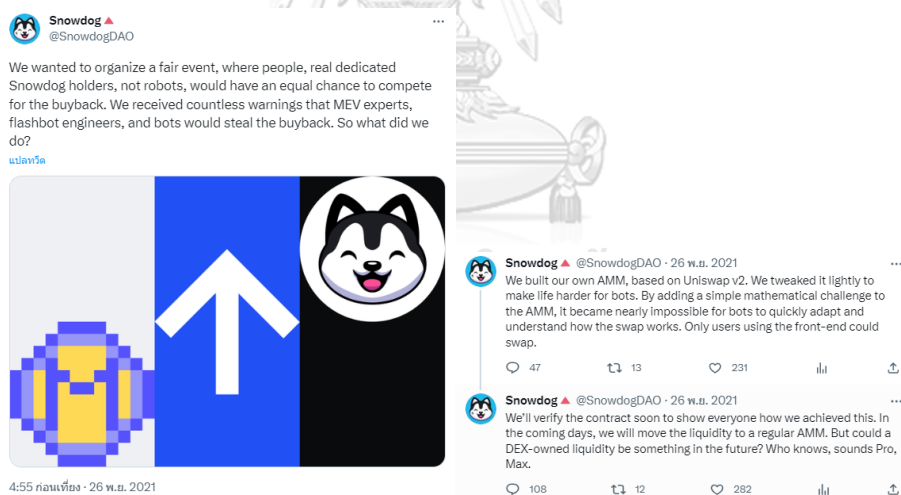 Snowdog
@SnowdogDAO
We wanted to organize a fair event, where people, real dedicated
Snowdog holders, not robots, would have an equal chance to compete
for the buyback. We received countless warnings that MEV experts,
flashbot engineers, and bots would steal the buyback. So what did we
do?
แปลทวีต
4:55 ก่อนเที่ยง · 26 พ.ย. 2021
Snowdog @SnowdogDAO · 26 พ.ย. 2021
We built our own AMM, based on Uniswap v2. We tweaked it lightly to
make life harder for bots. By adding a simple mathematical challenge to
the AMM, it became nearly impossible for bots to quickly adapt and
understand how the swap works. Only users using the front-end could
swap.
47 13 231
Snowdog @SnowdogDAO · 26 พ.ย. 2021
We'll verify the contract soon to show everyone how we achieved this. In
the coming days, we will move the liquidity to a regular AMM. But could a
DEX-owned liquidity be something in the future? Who knows, sounds Pro,
Max.
108 12 282